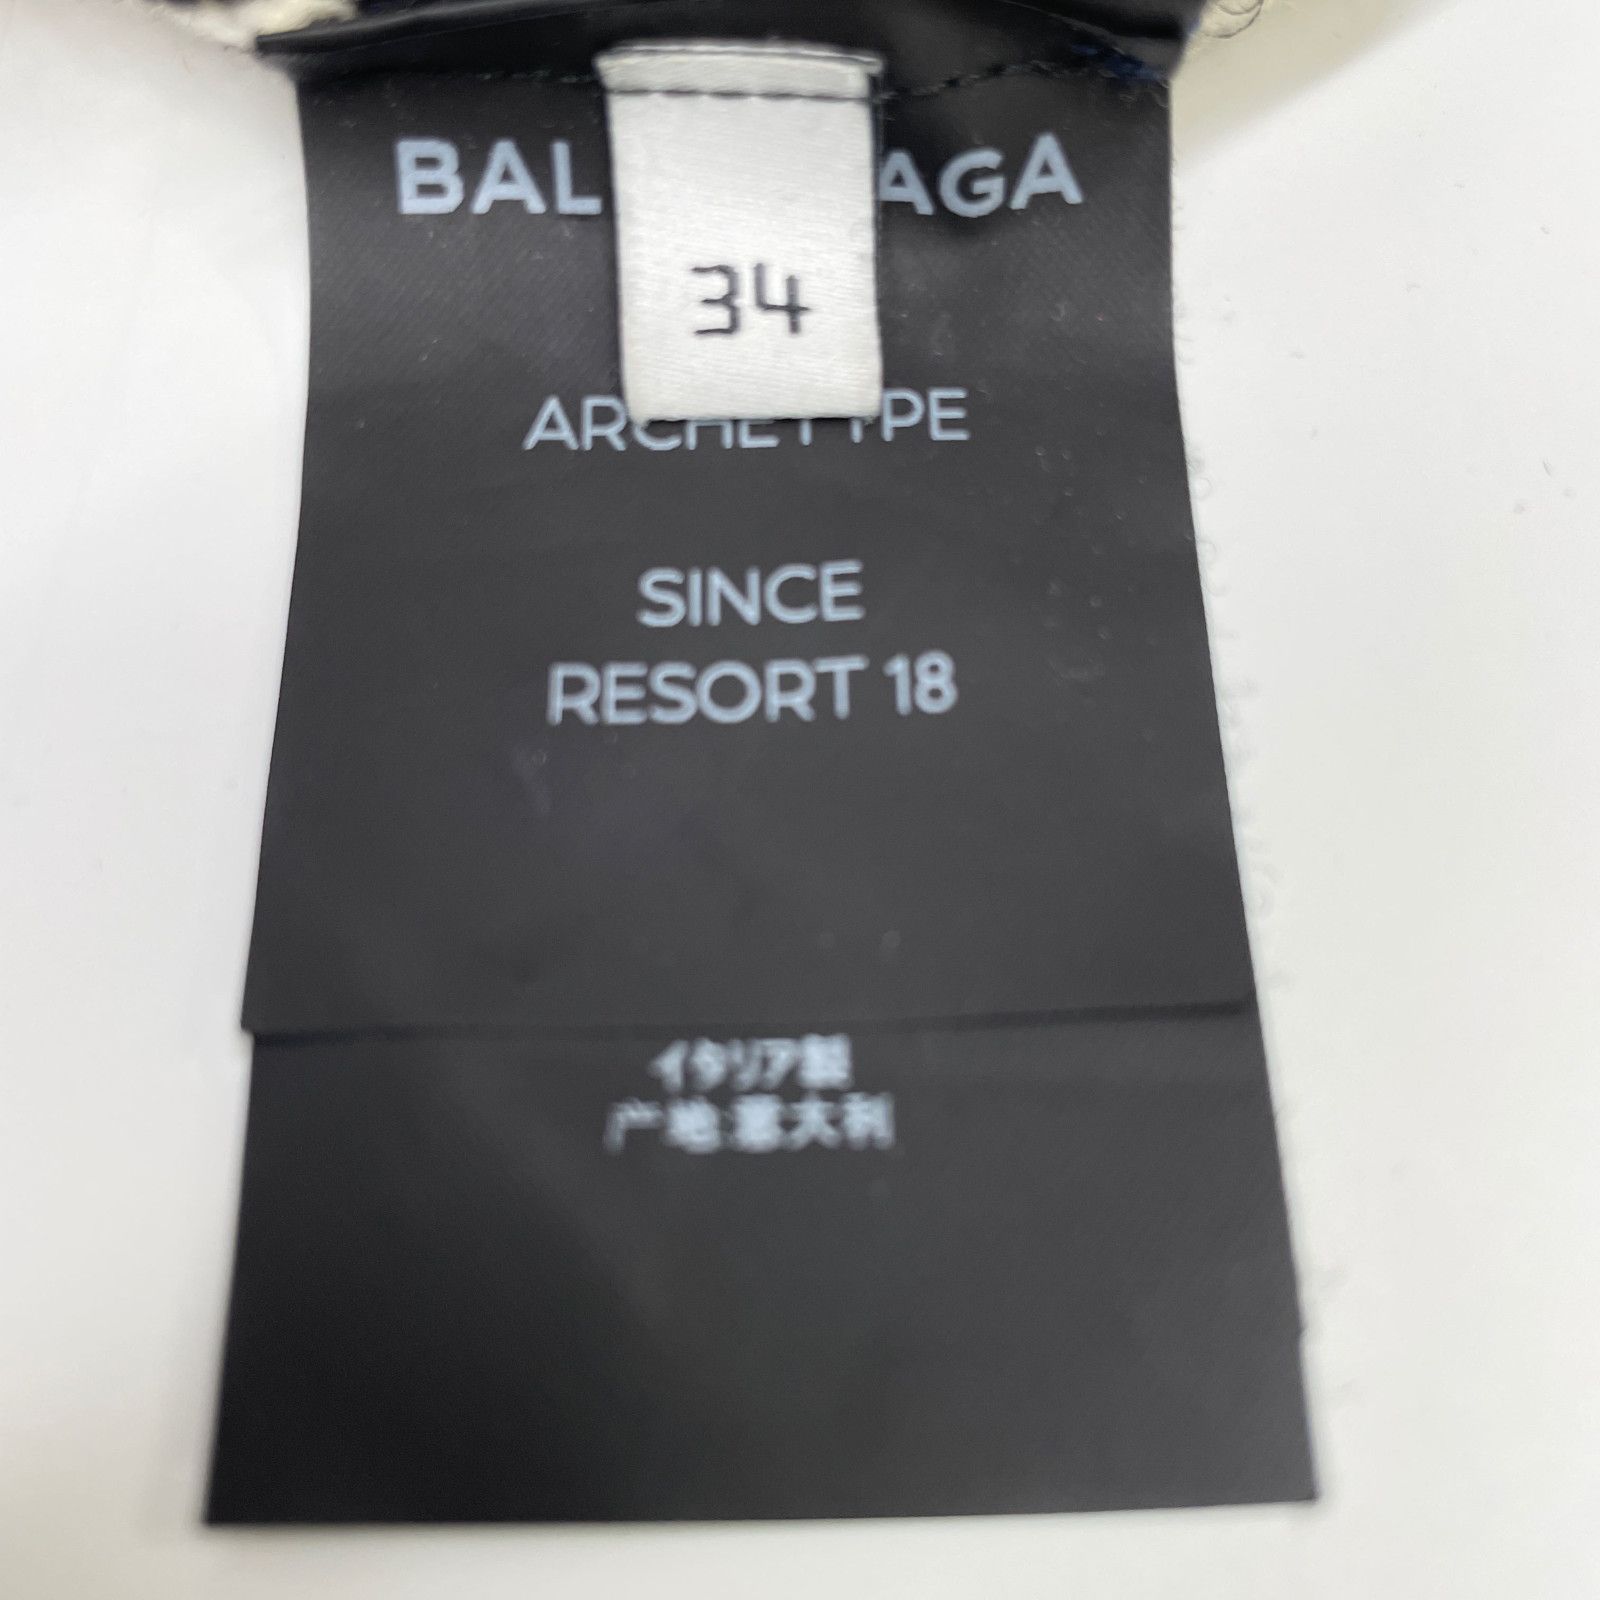 BAL AGA
34
ARCHETYPE
SINCE
RESORT 18
イタリア製
产地:意大利